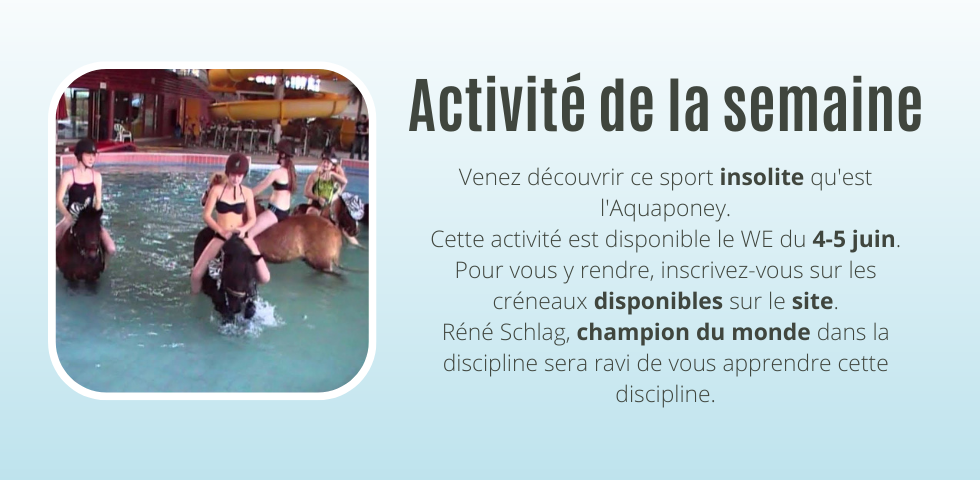 Activité de la semaine
Venez découvrir ce sport insolite qu'est
l'Aquaponey.
Cette activité est disponible le WE du 4-5 juin.
Pour vous y rendre, inscrivez-vous sur les
créneaux disponibles sur le site.
Réné Schlag, champion du monde dans la
discipline sera ravi de vous apprendre cette
discipline.